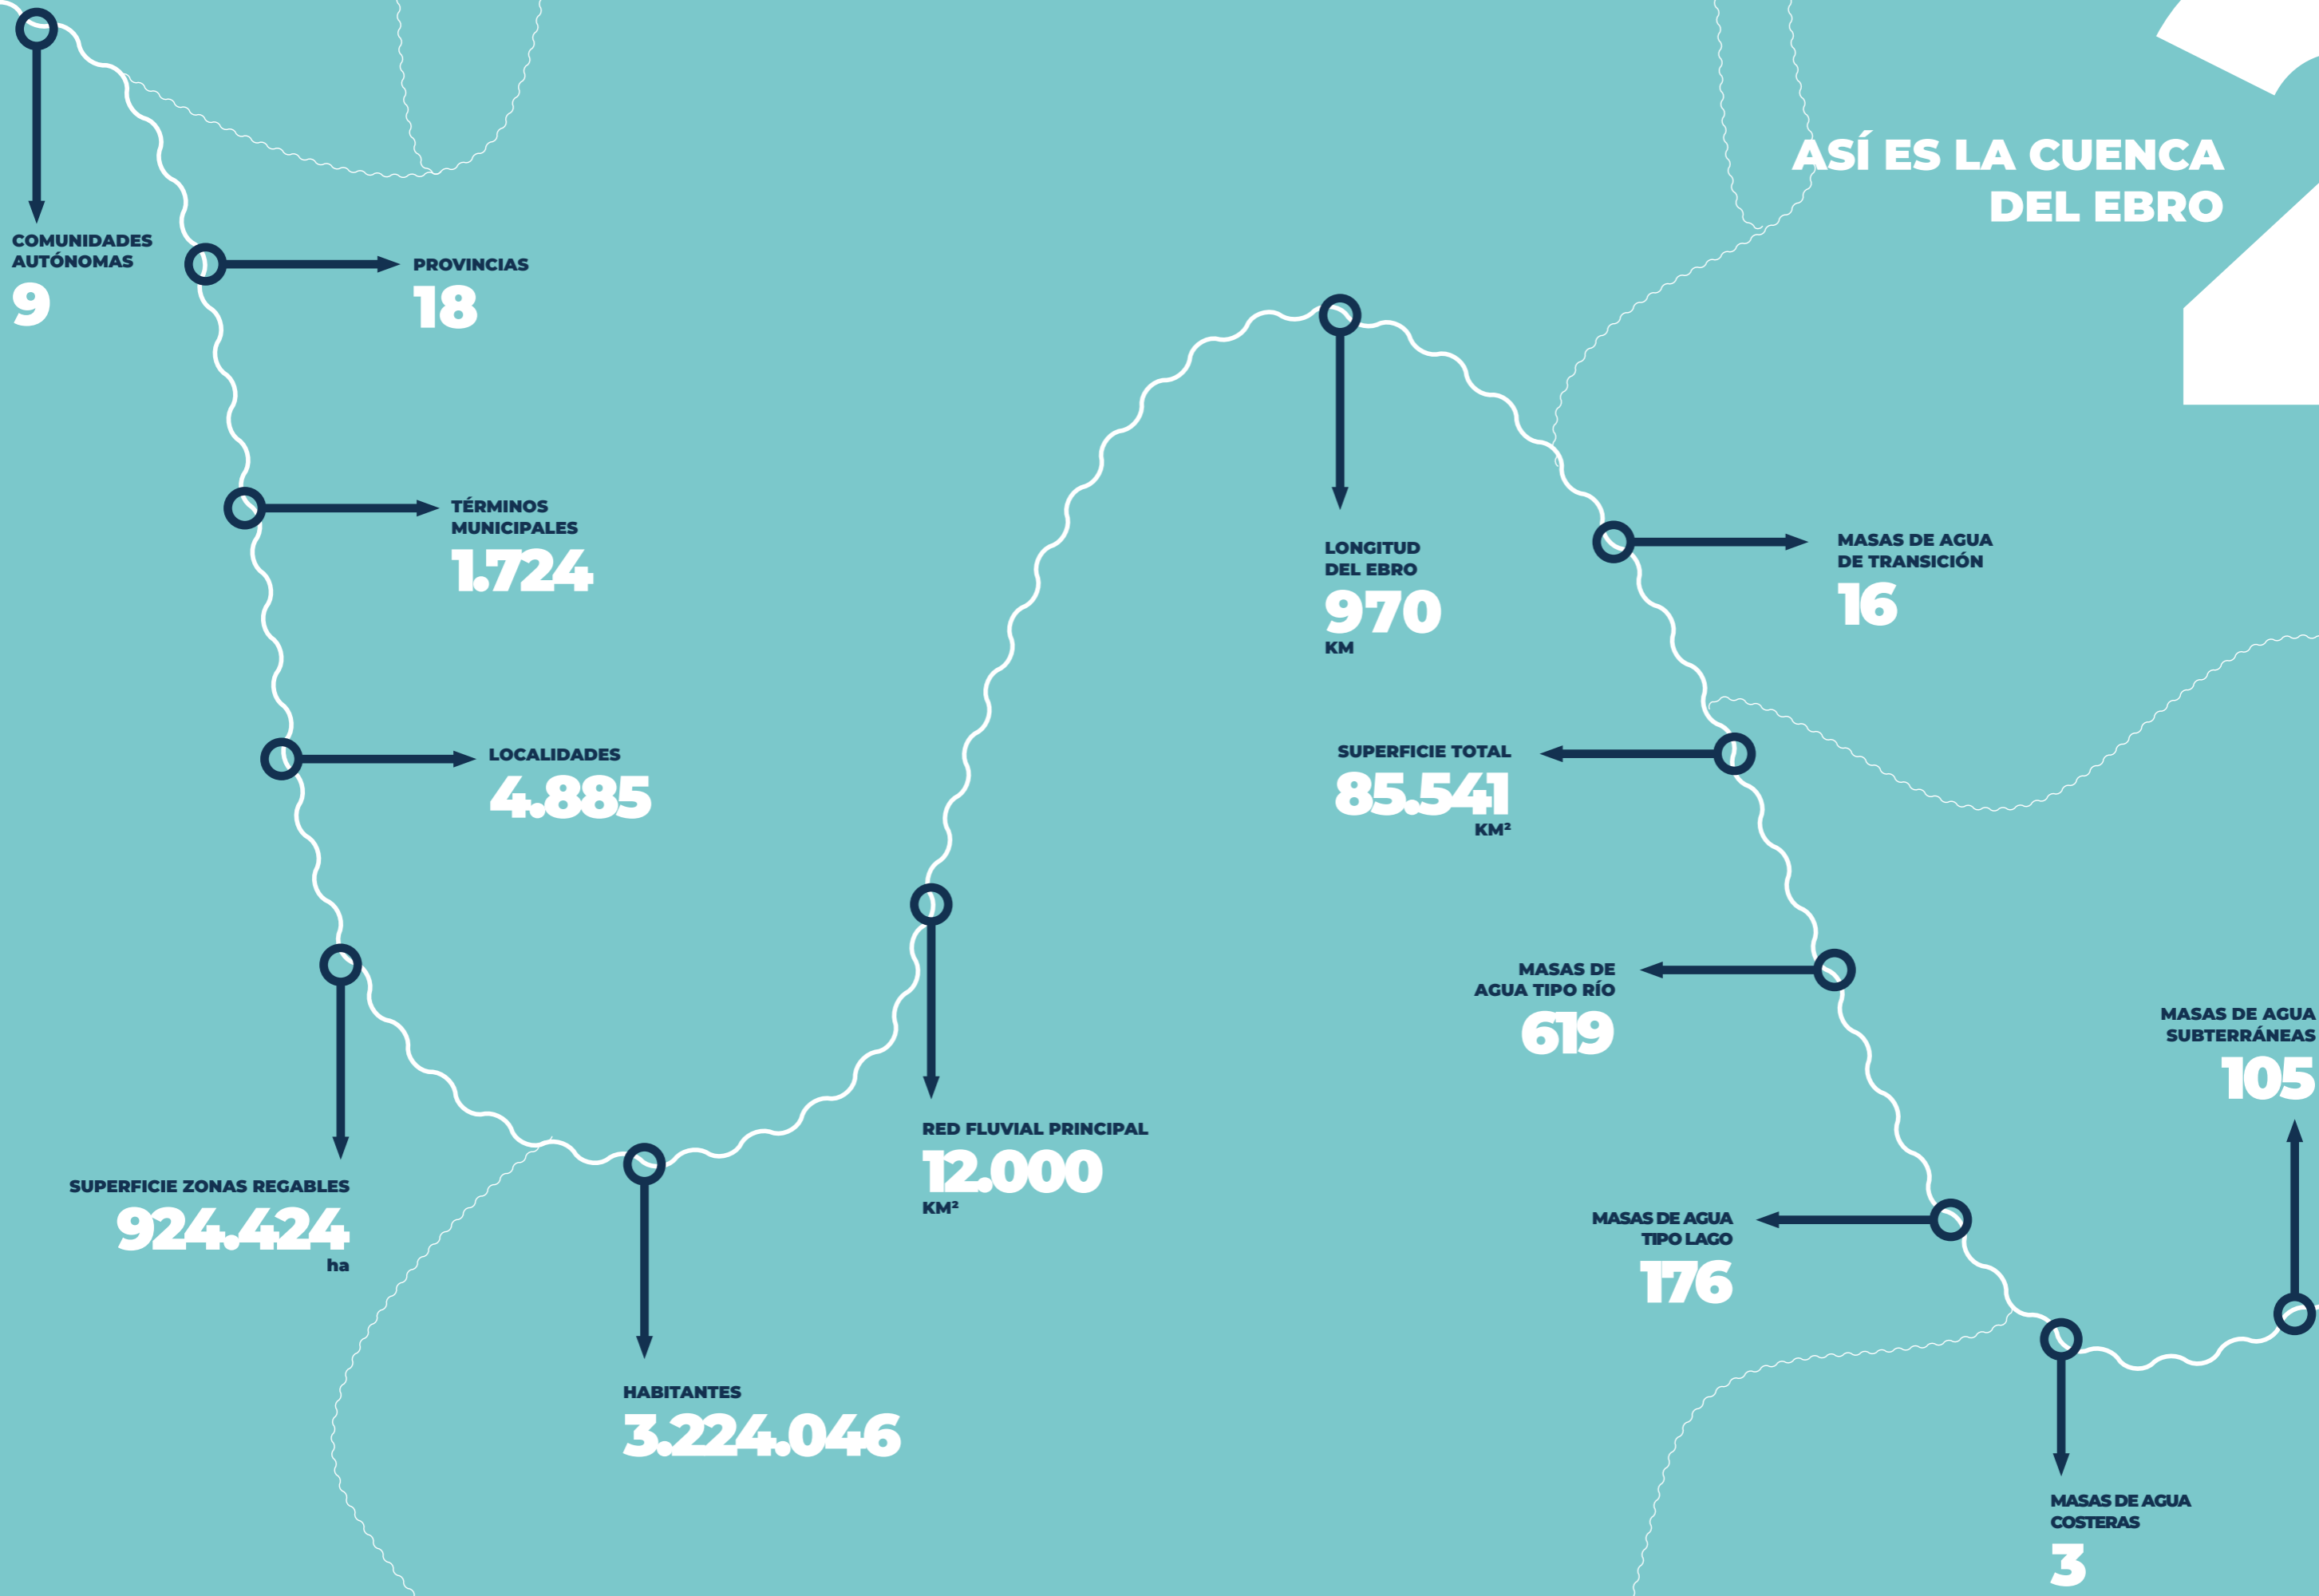 ASÍ ES LA CUENCA
DEL EBRO
2
COMUNIDADES
AUTÓNOMAS
9
PROVINCIAS
18
TÉRMINOS
MUNICIPALES
1.724
LOCALIDADES
4.885
SUPERFICIE ZONAS REGABLES
924.424
ha
HABITANTES
3.224.046
RED FLUVIAL PRINCIPAL
12.000
KM²
LONGITUD
DEL EBRO
970
KM
MASAS DE AGUA
DE TRANSICIÓN
16
SUPERFICIE TOTAL
85.541
KM²
MASAS DE
AGUA TIPO RÍO
619
MASAS DE AGUA
TIPO LAGO
176
MASAS DE AGUA
COSTERAS
3
MASAS DE AGUA
SUBTERRÁNEAS
105